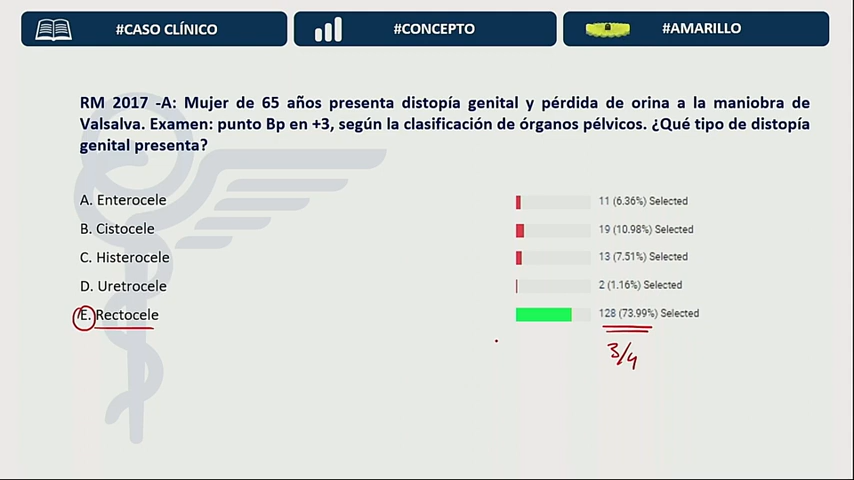 #CASO CLÍNICO
#CONCEPTO
#AMARILLO
RM 2017 -A: Mujer de 65 años presenta distopía genital y pérdida de orina a la maniobra de
Valsalva. Examen: punto Bp en +3, según la clasificación de órganos pélvicos. ¿Qué tipo de distopía
genital presenta?
A. Enterocele 11 (6.36%) Selected
B. Cistocele 19 (10.98%) Selected
C. Histerocele 13 (7.51%) Selected
D. Uretrocele 2 (1.16%) Selected
E. Rectocele 128 (73.99%) Selected
3/4